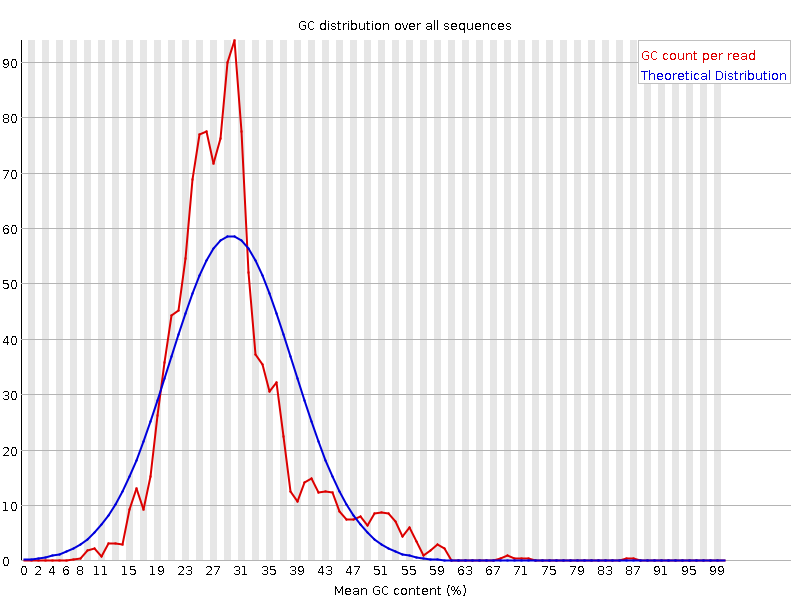 GC distribution over all sequences
GC count per read
Theoretical Distribution
90
80
70
60
50
40
30
20
10
0
0 2 4 6 8 11 15 19 23 27 31 35 39 43 47 51 55 59 63 67 71 75 79 83 87 91 95 99
Mean GC content (%)